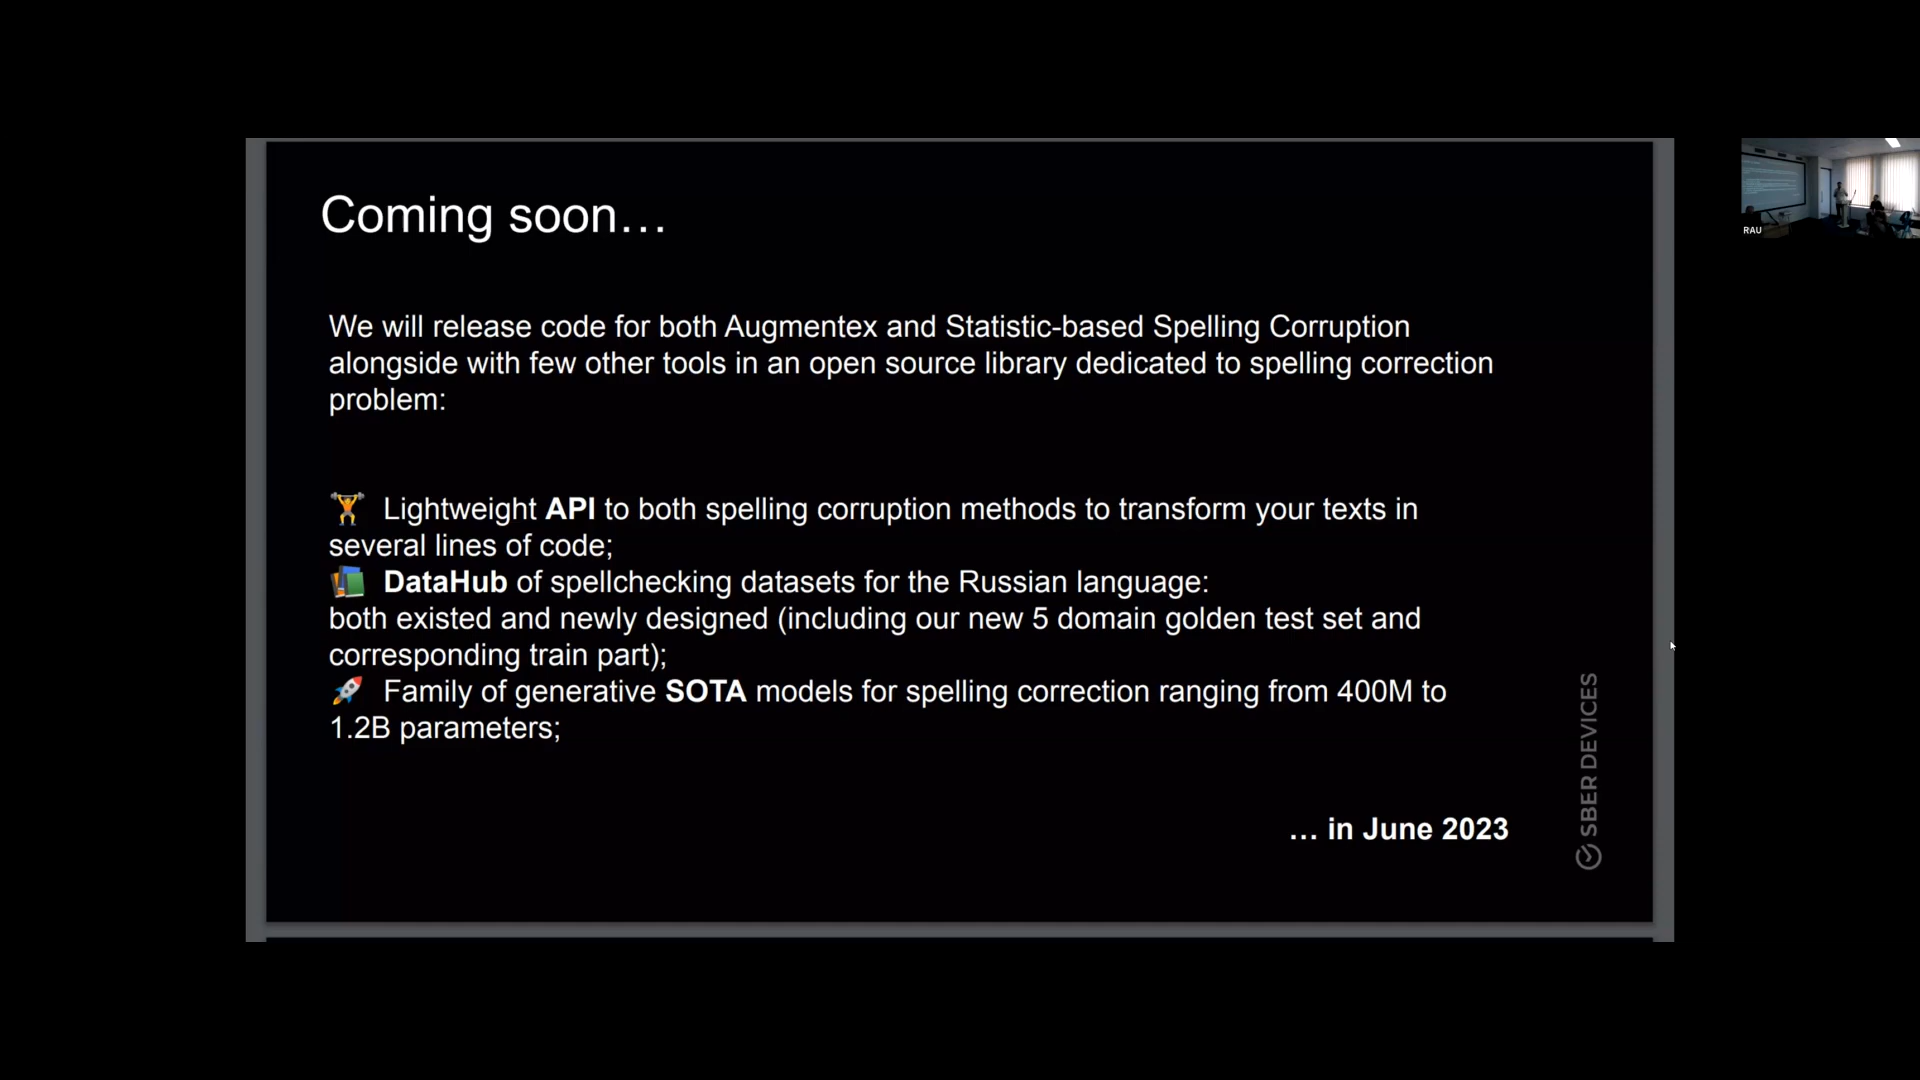 Coming soon…
We will release code for both Augmentex and Statistic-based Spelling Corruption
alongside with few other tools in an open source library dedicated to spelling correction
problem:
Lightweight API to both spelling corruption methods to transform your texts in
several lines of code;
DataHub of spellchecking datasets for the Russian language:
both existed and newly designed (including our new 5 domain golden test set and
corresponding train part);
Family of generative SOTA models for spelling correction ranging from 400M to
1.2B parameters;
… in June 2023
SBER DEVICES
RAU